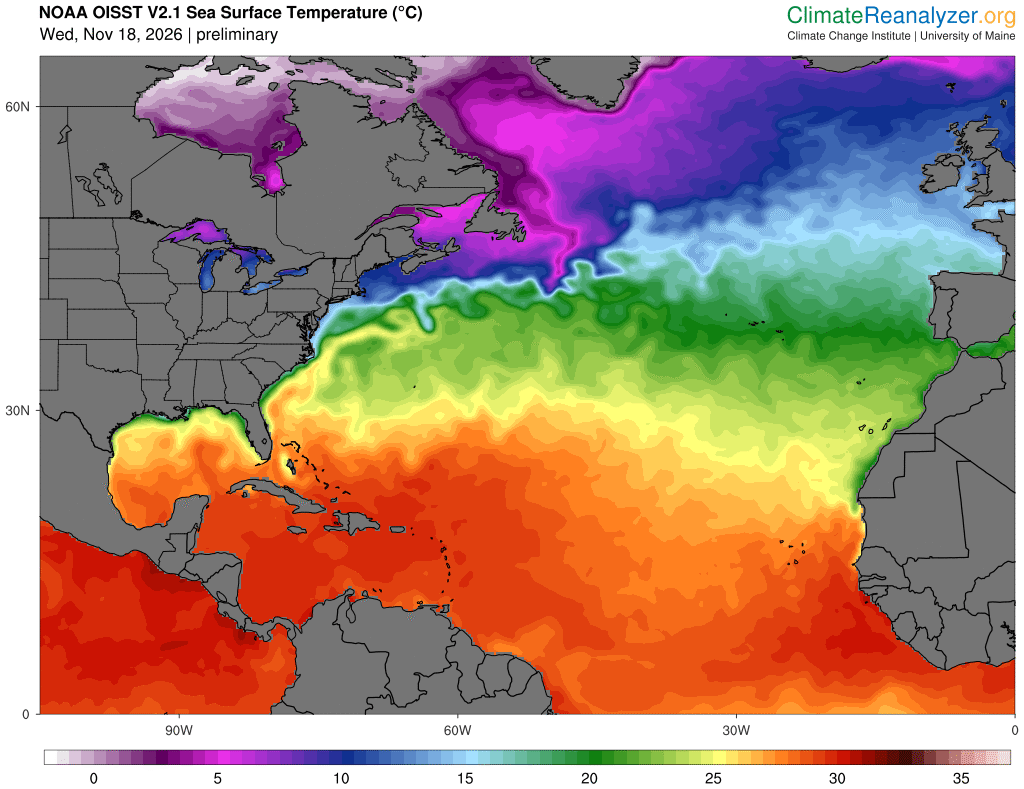 NOAA OISST V2.1 Sea Surface Temperature (°C)
Wed, Nov 18, 2026 | preliminary
ClimateReanalyzer.org
Climate Change Institute | University of Maine
60N
30N
0
90W
60W
30W
0
0 5 10 15 20 25 30 35